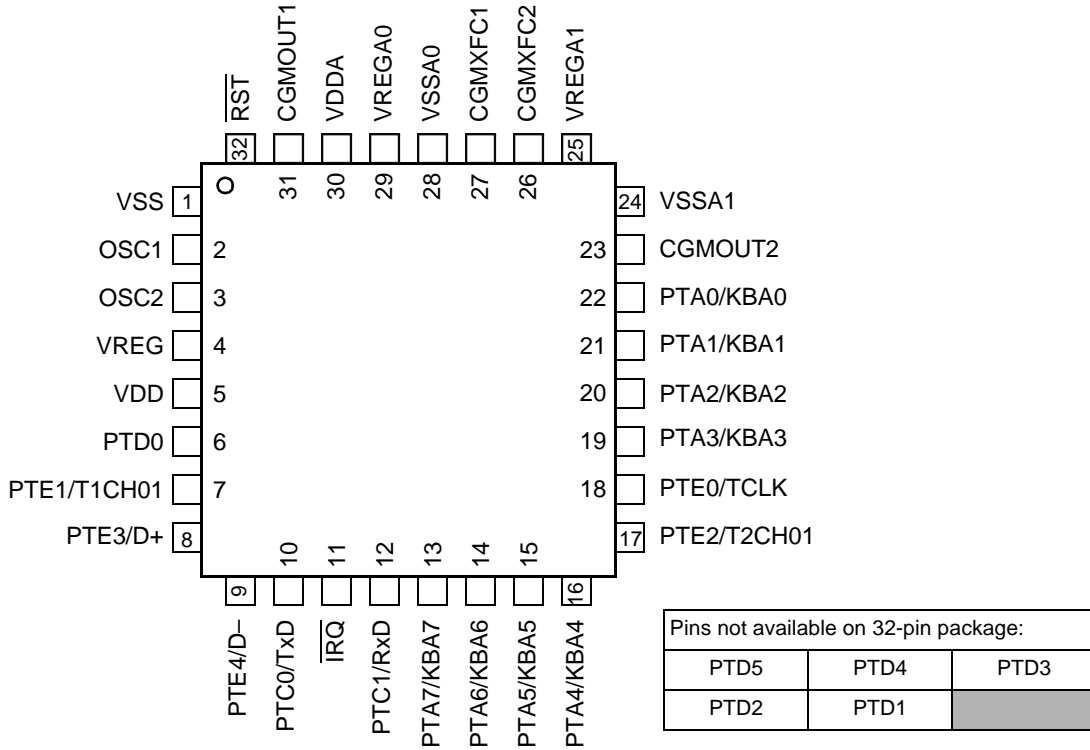 RST
CGMOUT1
VDDA
VREGA0
VSSA0
CGMXFC1
CGMXFC2
VREGA1
32
31
30
29
28
27
26
25
VSS 1
OSC1 2
OSC2 3
VREG 4
VDD 5
PTD0 6
PTE1/T1CH01 7
PTE3/D+ 8
24 VSSA1
23 CGMOUT2
22 PTA0/KBA0
21 PTA1/KBA1
20 PTA2/KBA2
19 PTA3/KBA3
18 PTE0/TCLK
17 PTE2/T2CH01
9
10
11
12
13
14
15
16
PTE4/D–
PTC0/TxD
IRQ
PTC1/RxD
PTA7/KBA7
PTA6/KBA6
PTA5/KBA5
PTA4/KBA4
Pins not available on 32-pin package:
PTD5 PTD4 PTD3
PTD2 PTD1